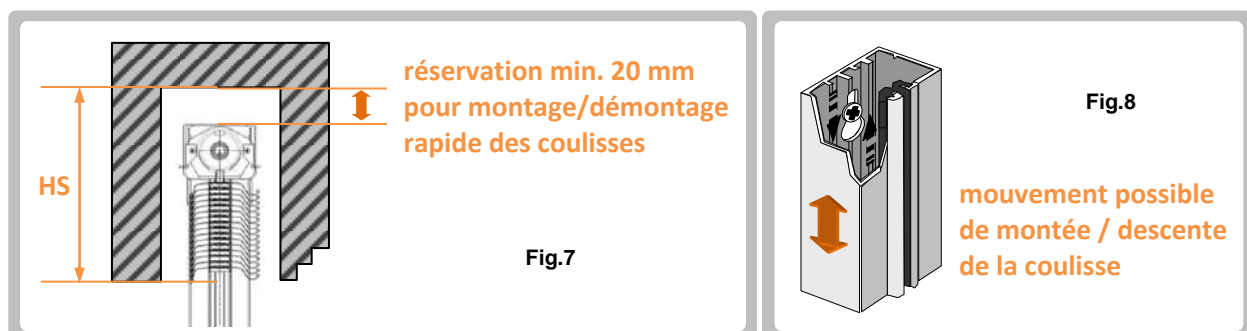 réservation min. 20 mm
pour montage/démontage
rapide des coulisses
HS
Fig.7
Fig.8
mouvement possible
de montée / descente
de la coulisse